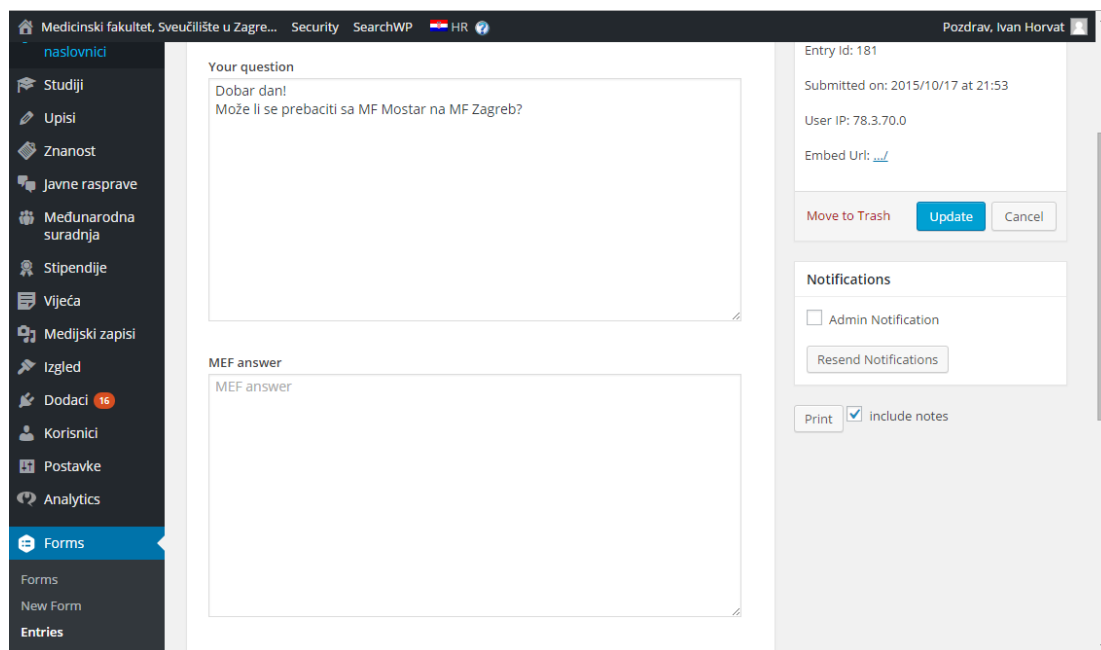 Medicinski fakultet, Sveučilište u Zagre... Security SearchWP HR Pozdrav, Ivan Horvat
naslovnici
Studiji
Upisi
Znanost
Javne rasprave
Međunarodna
suradnja
Stipendije
Vijeća
Medijski zapisi
Izgled
Dodaci 16
Korisnici
Postavke
Analytics
Forms
Forms
New Form
Entries
Your question
Dobar dan!
Može li se prebaciti sa MF Mostar na MF Zagreb?
MEF answer
MEF answer
Entry Id: 181
Submitted on: 2015/10/17 at 21:53
User IP: 78.3.70.0
Embed Url: .../
Move to Trash Update Cancel
Notifications
Admin Notification
Resend Notifications
Print include notes